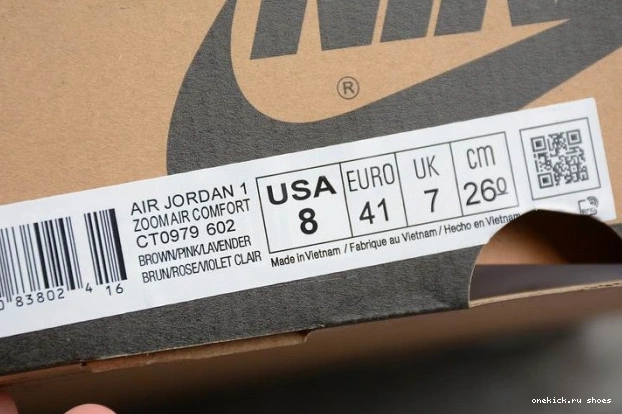 NIKE
®
AIR JORDAN 1
ZOOM AIR COMFORT
CT0979 602
BROWN/PINK/LAVENDER
BRUN/ROSE/VIOLET CLAIR
USA
8
EURO
41
UK
7
cm
26
Made in Vietnam / Fabriqué au Vietnam / Hecho en Vietnam
0 83802 4 16
onekick.ru shoes